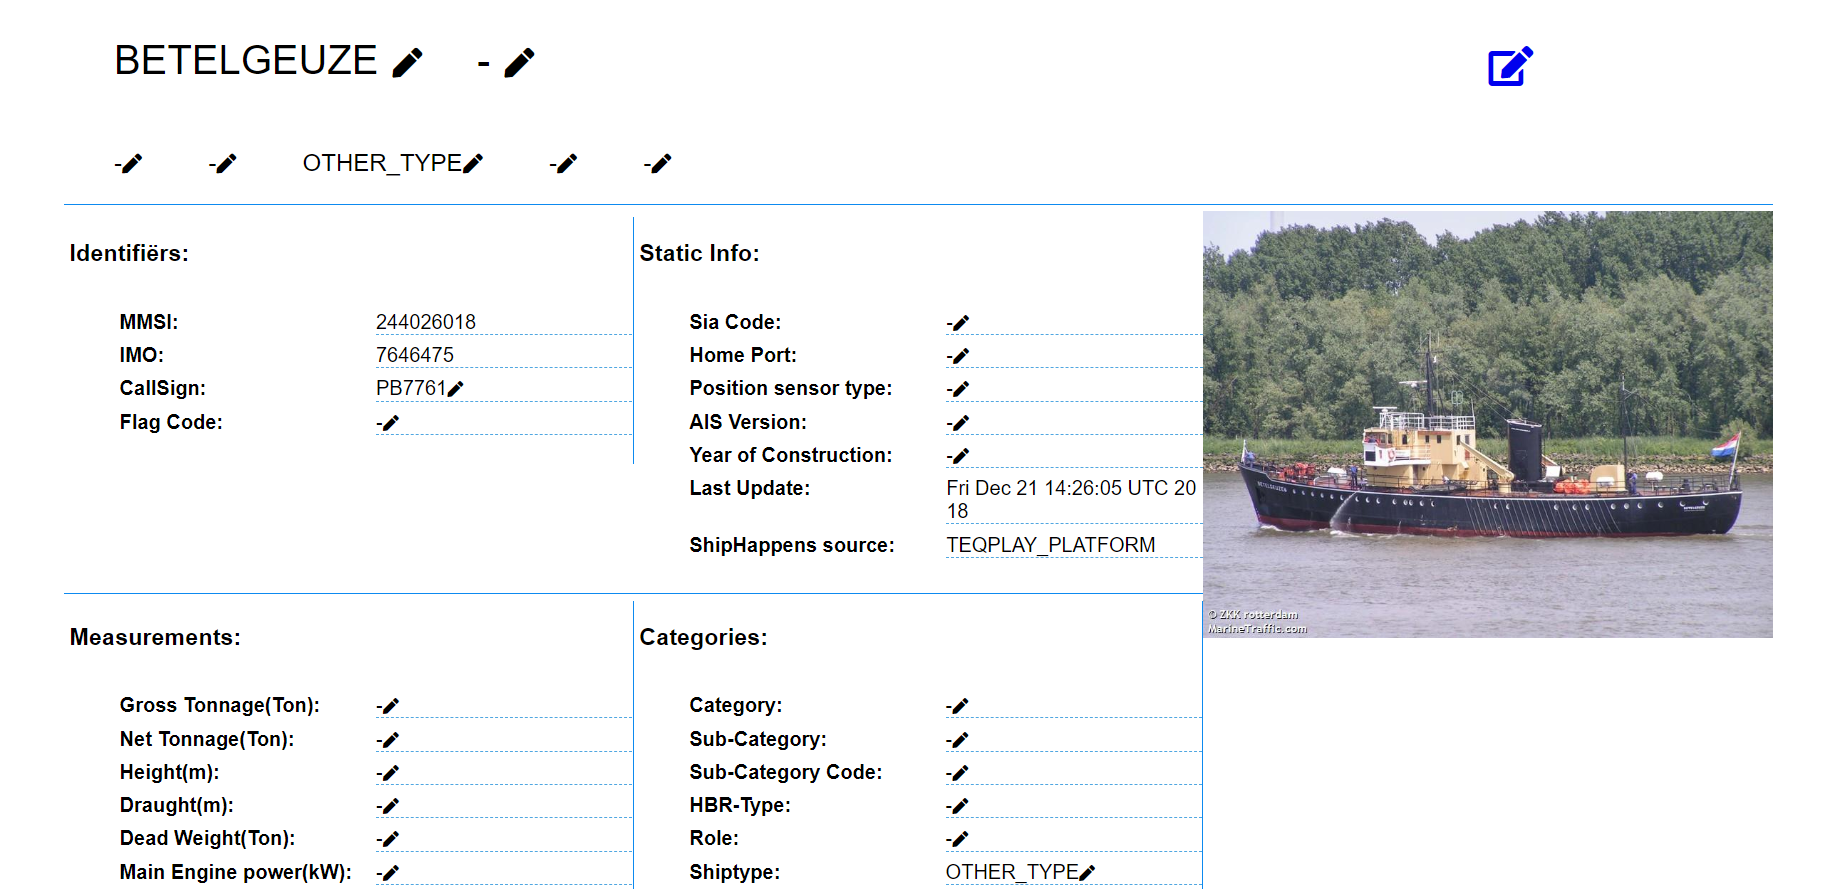 BETELGEUZE -
- - OTHER_TYPE - -
Identifiërs:
MMSI: 244026018
IMO: 7646475
CallSign: PB7761
Flag Code: -
Static Info:
Sia Code: -
Home Port: -
Position sensor type: -
AIS Version: -
Year of Construction: -
Last Update: Fri Dec 21 14:26:05 UTC 20
18
ShipHappens source: TEQPLAY_PLATFORM
© ZKK rotterdam
MarineTraffic.com
Measurements:
Gross Tonnage(Ton): -
Net Tonnage(Ton): -
Height(m): -
Draught(m): -
Dead Weight(Ton): -
Main Engine power(kW): -
Categories:
Category: -
Sub-Category: -
Sub-Category Code: -
HBR-Type: -
Role: -
Shiptype: OTHER_TYPE